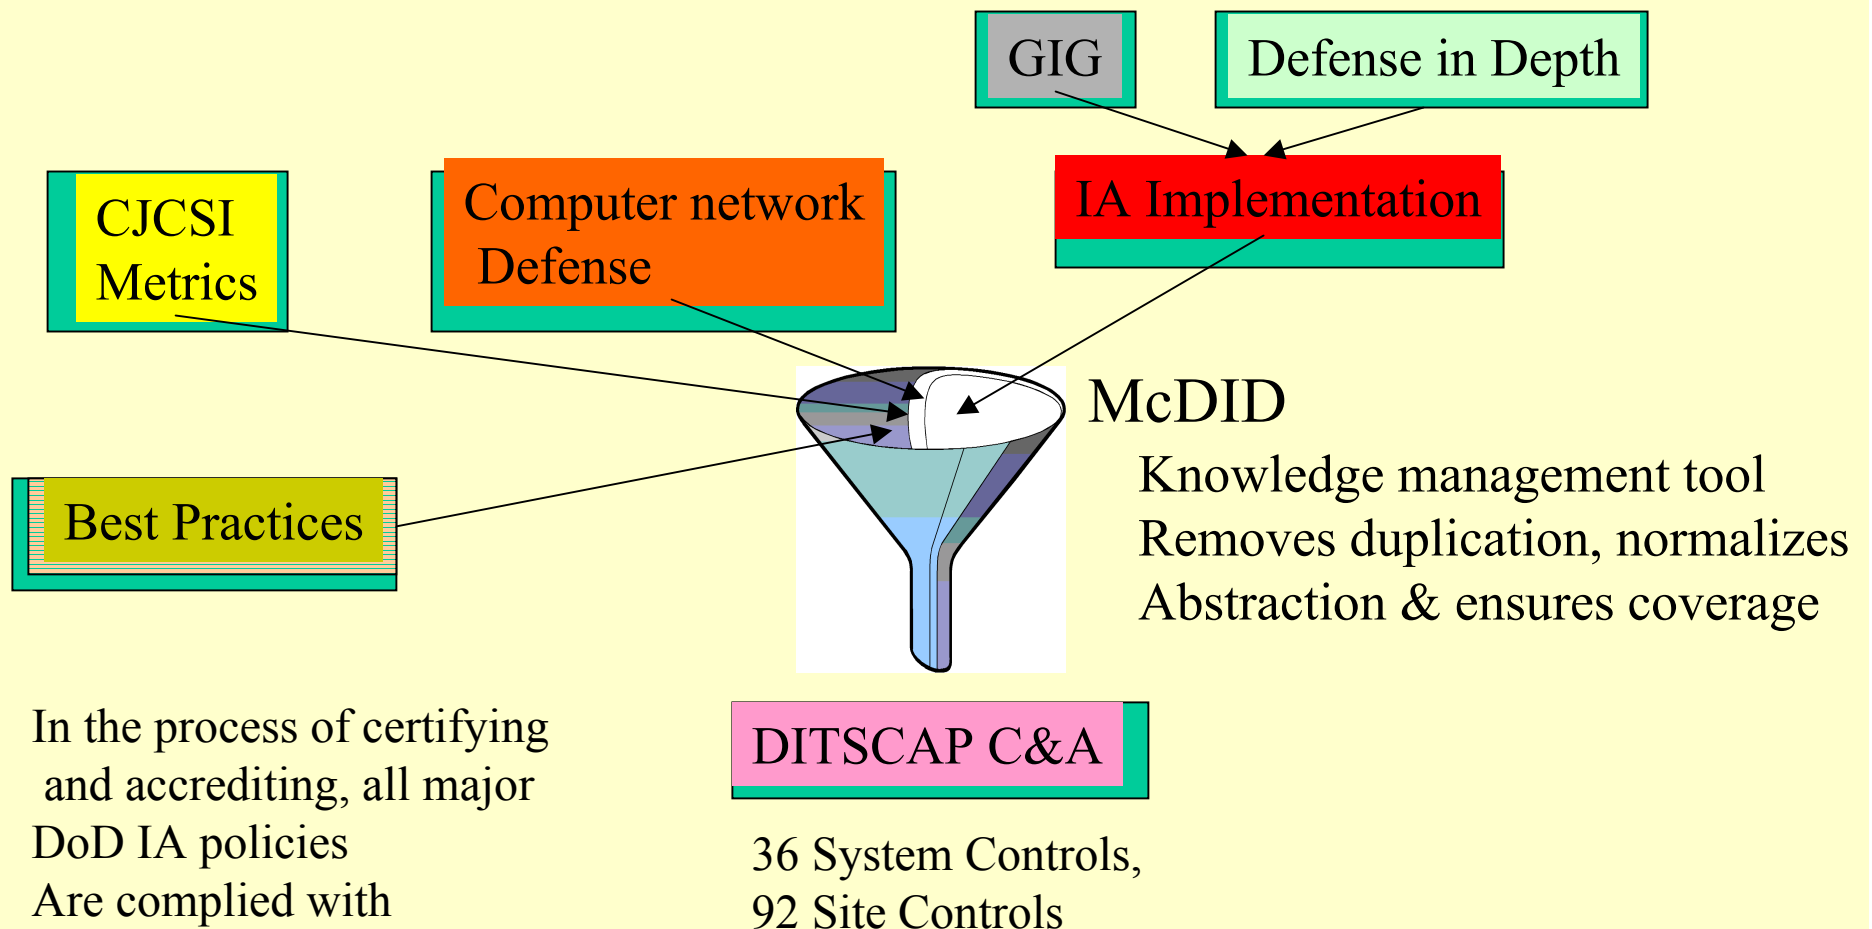 GIG
Defense in Depth
CJCSI
Metrics
Computer network
Defense
IA Implementation
McDID
Knowledge management tool
Removes duplication, normalizes
Abstraction & ensures coverage
Best Practices
In the process of certifying
and accrediting, all major
DoD IA policies
Are complied with
DITSCAP C&A
36 System Controls,
92 Site Controls